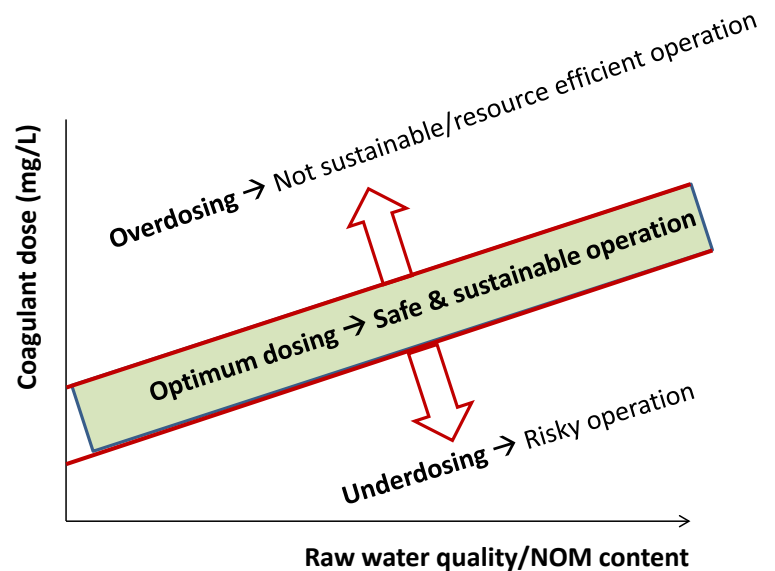 Coagulant dose (mg/L)
Overdosing → Not sustainable/resource efficient operation
Optimum dosing → Safe & sustainable operation
Underdosing → Risky operation
Raw water quality/NOM content